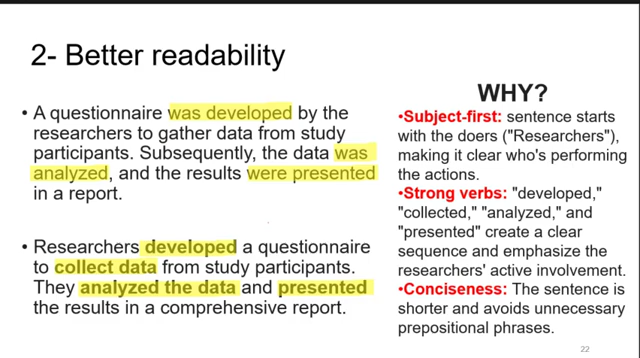 2- Better readability
• A questionnaire was developed by the
researchers to gather data from study
participants. Subsequently, the data was
analyzed, and the results were presented
in a report.
• Researchers developed a questionnaire
to collect data from study participants.
They analyzed the data and presented
the results in a comprehensive report.
WHY?
•Subject-first: sentence starts
with the doers ("Researchers"),
making it clear who's performing
the actions.
•Strong verbs: "developed,"
"collected," "analyzed," and
"presented" create a clear
sequence and emphasize the
researchers' active involvement.
•Conciseness: The sentence is
shorter and avoids unnecessary
prepositional phrases.
22